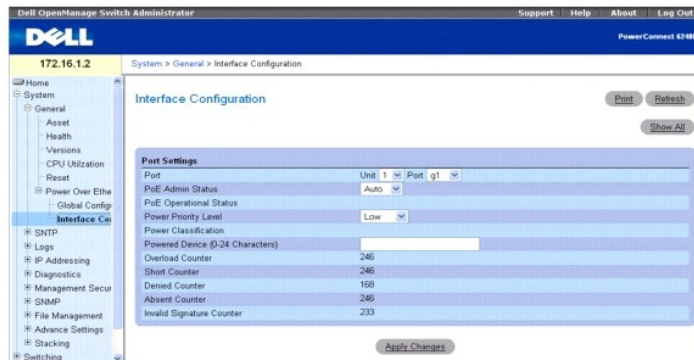 Dell OpenManage Switch Administrator
Support Help About Log Out
DELL
PowerConnect 6248
172.16.1.2
System > General > Interface Configuration
Home
System
General
Asset
Health
Versions
CPU Utilization
Reset
Power Over Ethe
Global Config
Interface Co
SNTP
Logs
IP Addressing
Diagnostics
Management Secur
SNMP
File Management
Advance Settings
Stacking
Switching
Interface Configuration
Print Refresh
Show All
Port Settings
Port Unit 1 Port g1
PoE Admin Status Auto
PoE Operational Status
Power Priority Level Low
Power Classification
Powered Device (0-24 Characters)
Overload Counter 246
Short Counter 246
Denied Counter 168
Absent Counter 246
Invalid Signature Counter 233
Apply Changes